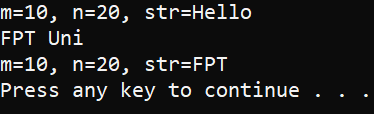 m=10, n=20, str=Hello
FPT Uni
m=10, n=20, str=FPT
Press any key to continue . . .